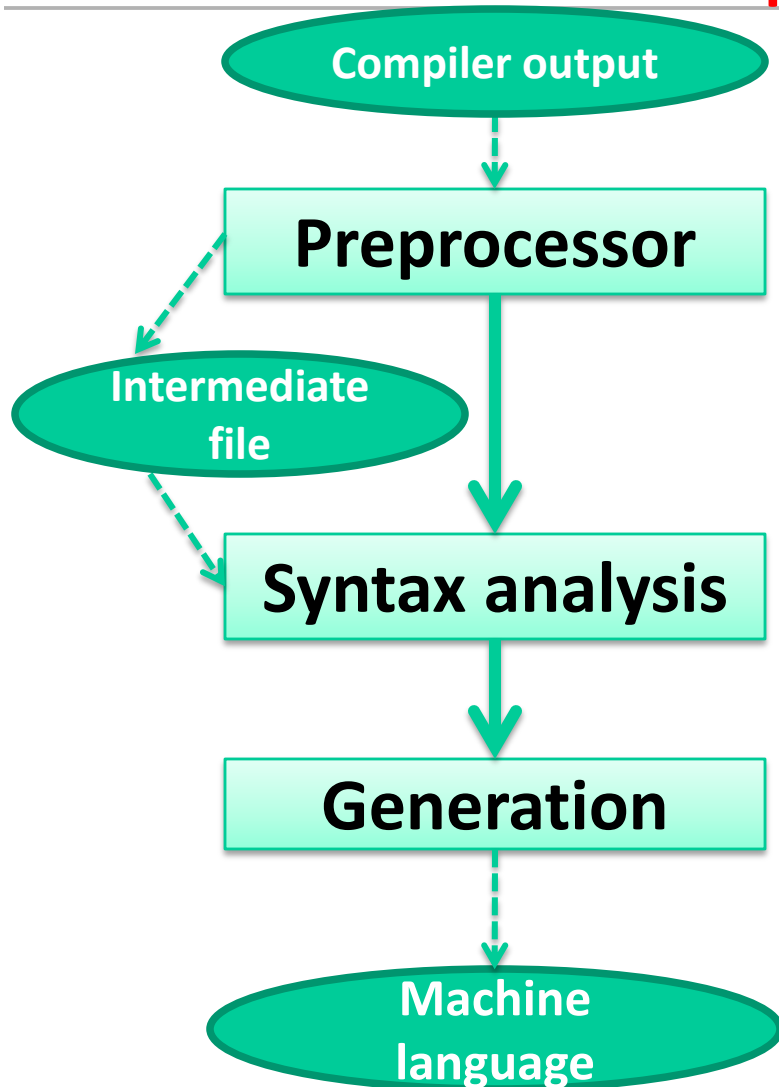 Compiler output
Preprocessor
Intermediate
file
Syntax analysis
Generation
Machine
language